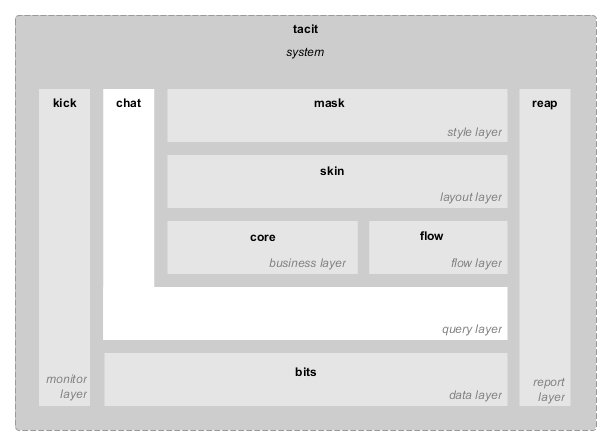 tacit
system
kick
chat
mask
reap
style layer
skin
layout layer
core
flow
business layer
flow layer
query layer
bits
monitor
layer
data layer
report
layer